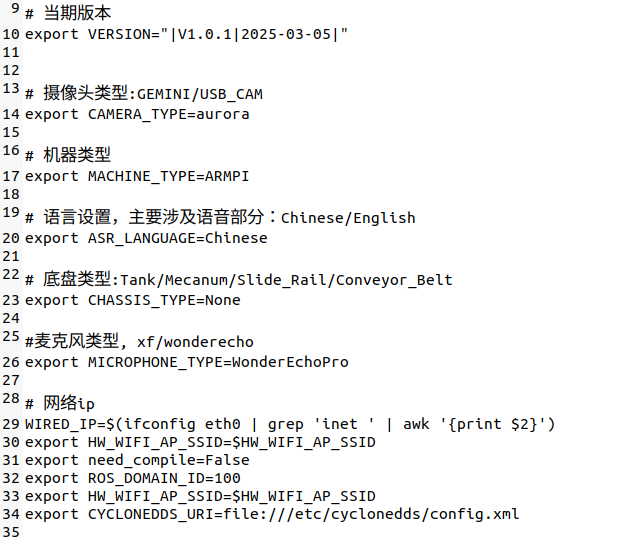 9 # 当期版本
10 export VERSION="|V1.0.1|2025-03-05|"
11
12
13 # 摄像头类型:GEMINI/USB_CAM
14 export CAMERA_TYPE=aurora
15
16 # 机器类型
17 export MACHINE_TYPE=ARMPI
18
19 # 语言设置，主要涉及语音部分：Chinese/English
20 export ASR_LANGUAGE=Chinese
21
22 # 底盘类型:Tank/Mecanum/Slide_Rail/Conveyor_Belt
23 export CHASSIS_TYPE=None
24
25 #麦克风类型, xf/wonderecho
26 export MICROPHONE_TYPE=WonderEchoPro
27
28 # 网络ip
29 WIRED_IP=$(ifconfig eth0 | grep 'inet ' | awk '{print $2}')
30 export HW_WIFI_AP_SSID=$HW_WIFI_AP_SSID
31 export need_compile=False
32 export ROS_DOMAIN_ID=100
33 export HW_WIFI_AP_SSID=$HW_WIFI_AP_SSID
34 export CYCLONEDDS_URI=file:///etc/cyclonedds/config.xml
35